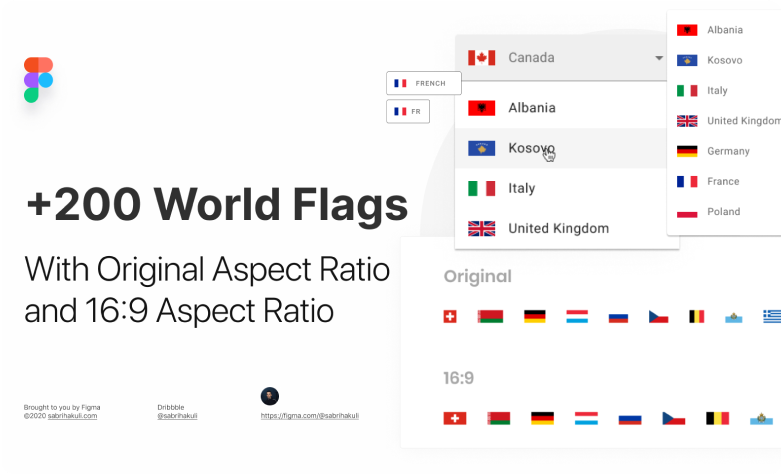 +200 World Flags
With Original Aspect Ratio
and 16:9 Aspect Ratio
Brought to you by Figma
©2020 sabrihakuli.com
Dribbble
@sabrihakuli
https://figma.com/@sabrihakuli
FRENCH
FR
Canada
Albania
Kosovo
Italy
United Kingdom
Albania
Kosovo
Italy
United Kingdom
Germany
France
Poland
Original
16:9